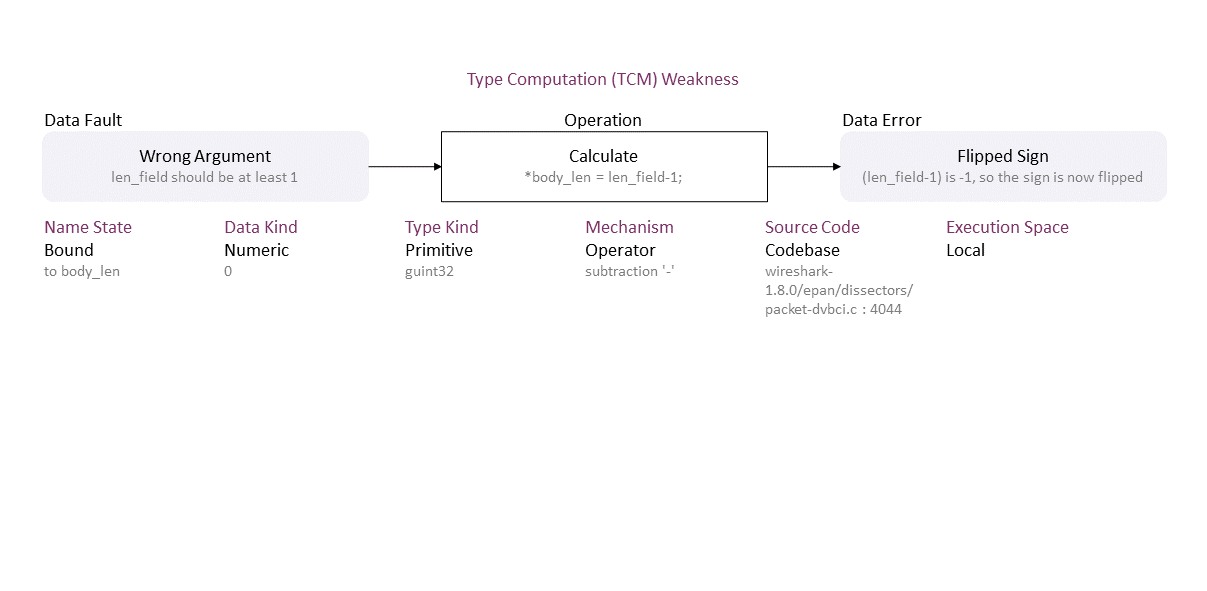 Type Computation (TCM) Weakness
Data Fault
Operation
Data Error
Wrong Argument
len_field should be at least 1
Calculate
*body_len = len_field-1;
Flipped Sign
(len_field-1) is -1, so the sign is now flipped
Name State
Bound
to body_len
Data Kind
Numeric
0
Type Kind
Primitive
guint32
Mechanism
Operator
subtraction '-'
Source Code
Codebase
wireshark-
1.8.0/epan/dissectors/
packet-dvbci.c : 4044
Execution Space
Local